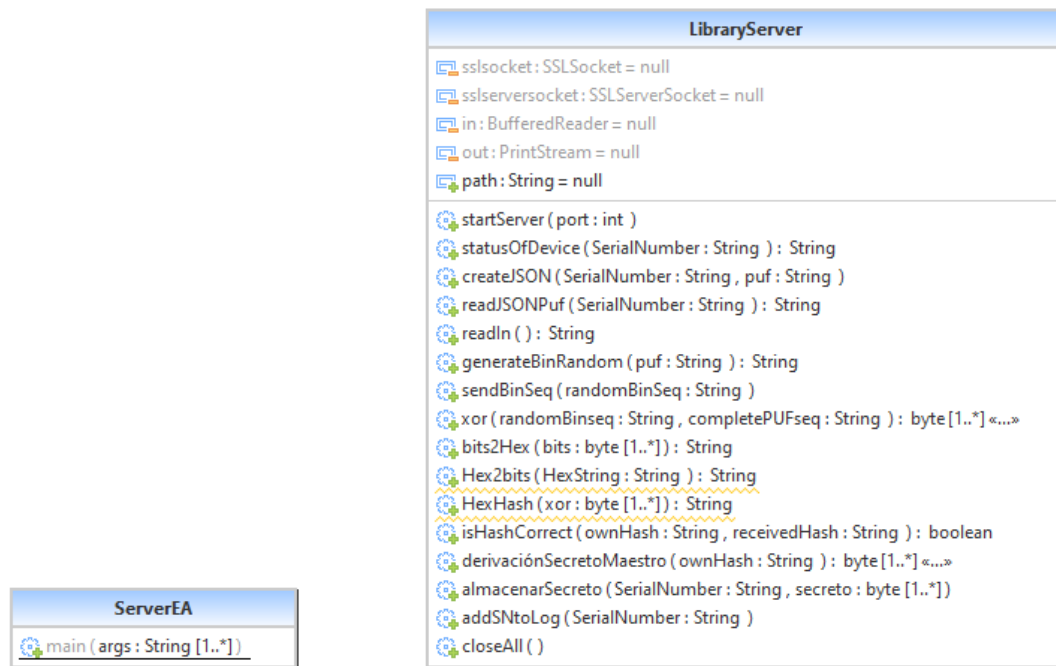 LibraryServer
sslsocket : SSLSocket = null
sslserversocket : SSLServerSocket = null
in : BufferedReader = null
out : PrintStream = null
path : String = null
startServer ( port : int )
statusOfDevice ( SerialNumber : String ) : String
createJSON ( SerialNumber : String , puf : String )
readJSONPuf ( SerialNumber : String ) : String
readIn ( ) : String
generateBinRandom ( puf : String ) : String
sendBinSeq ( randomBinSeq : String )
xor ( randomBinseq : String , completePUFseq : String ) : byte [1..*] «...»
bits2Hex ( bits : byte [1..*] ) : String
Hex2bits ( HexString : String ) : String
HexHash ( xor : byte [1..*] ) : String
isHashCorrect ( ownHash : String , receivedHash : String ) : boolean
derivaciónSecretoMaestro ( ownHash : String ) : byte [1..*] «...»
almacenarSecreto ( SerialNumber : String , secreto : byte [1..*] )
addSNtoLog ( SerialNumber : String )
closeAll ( )
ServerEA
main ( args : String [1..*] )